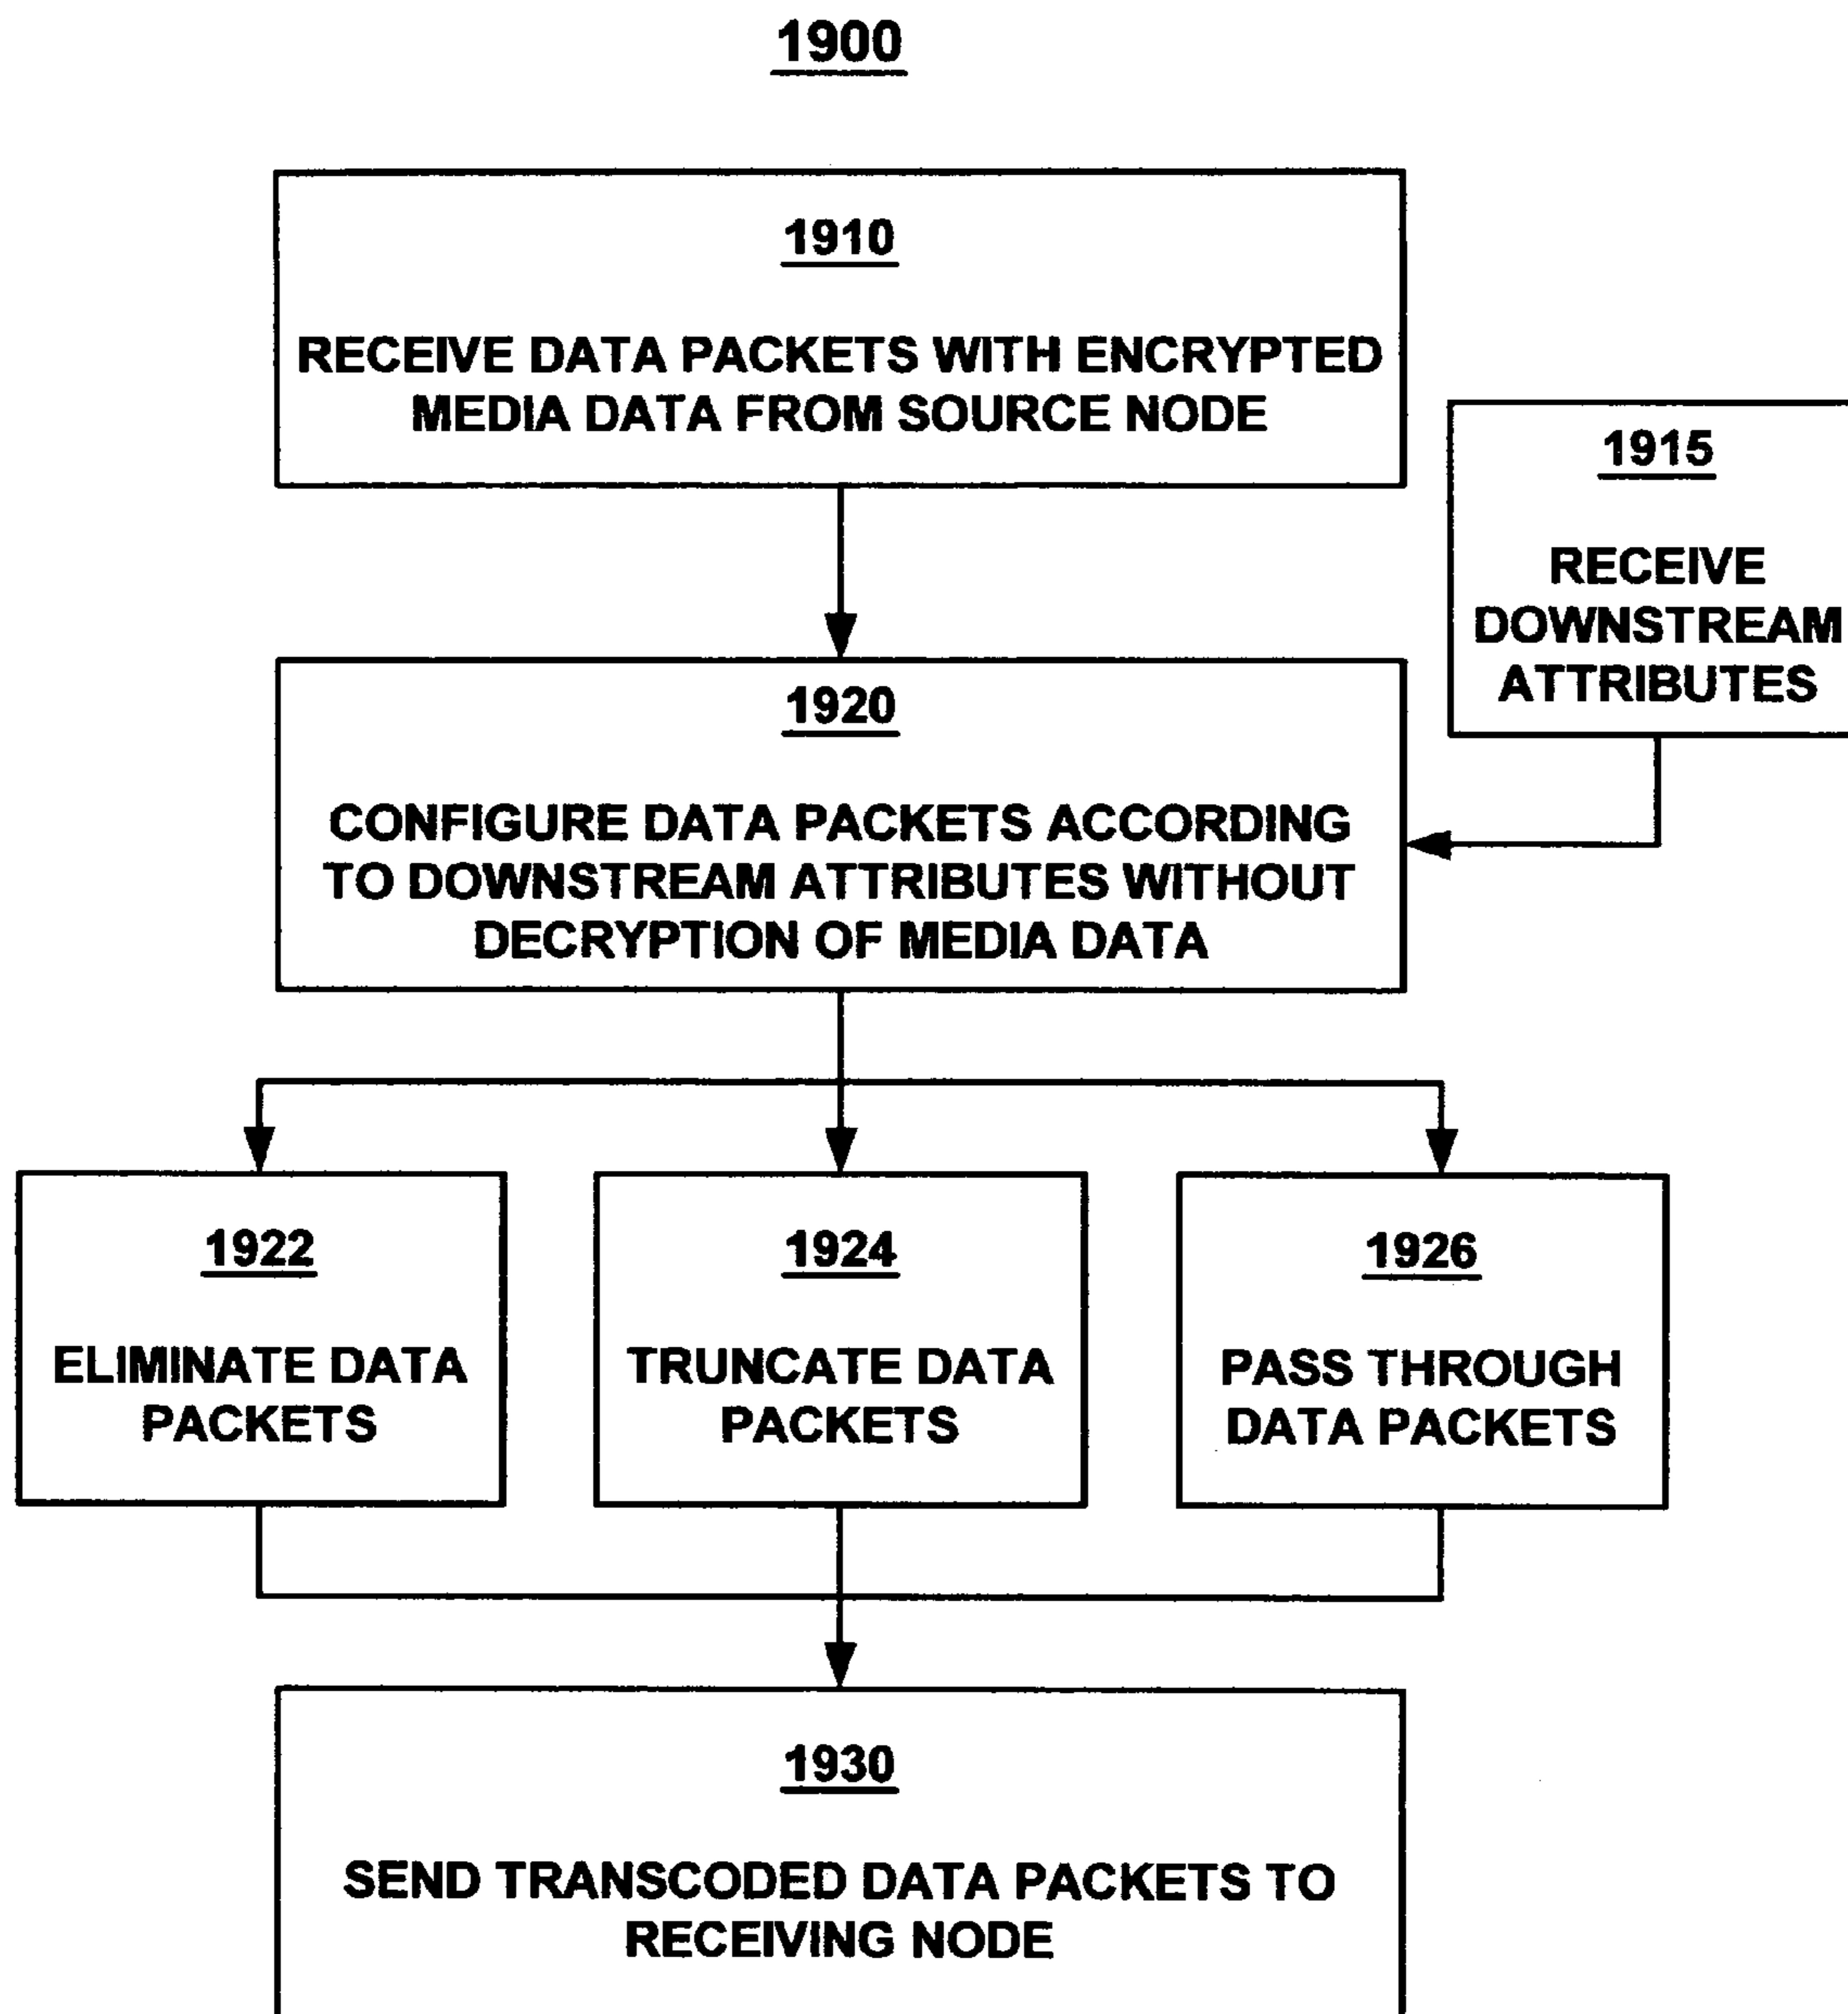 1900
1910
RECEIVE DATA PACKETS WITH ENCRYPTED
MEDIA DATA FROM SOURCE NODE
1915
RECEIVE
DOWNSTREAM
ATTRIBUTES
1920
CONFIGURE DATA PACKETS ACCORDING
TO DOWNSTREAM ATTRIBUTES WITHOUT
DECRYPTION OF MEDIA DATA
1922
ELIMINATE DATA
PACKETS
1924
TRUNCATE DATA
PACKETS
1926
PASS THROUGH
DATA PACKETS
1930
SEND TRANSCODED DATA PACKETS TO
RECEIVING NODE